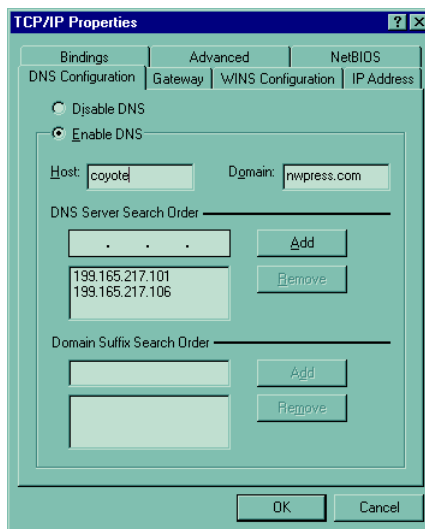 TCP/IP Properties
Bindings Advanced NetBIOS
DNS Configuration Gateway WINS Configuration IP Address
Disable DNS
Enable DNS
Host: coyote Domain: nwpress.com
DNS Server Search Order
. . . Add
199.165.217.101 Remove
199.165.217.106
Domain Suffix Search Order
Add
Remove
OK Cancel